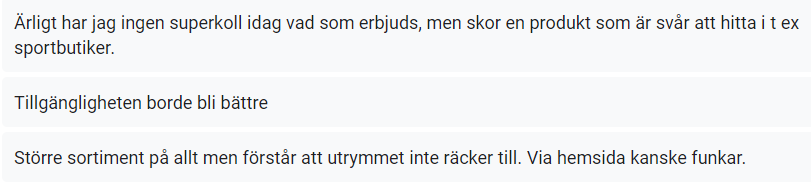 Ärligt har jag ingen superkoll idag vad som erbjuds, men skor en produkt som är svår att hitta i t ex
sportbutiker.
Tillgängligheten borde bli bättre
Större sortiment på allt men förstår att utrymmet inte räcker till. Via hemsida kanske funkar.